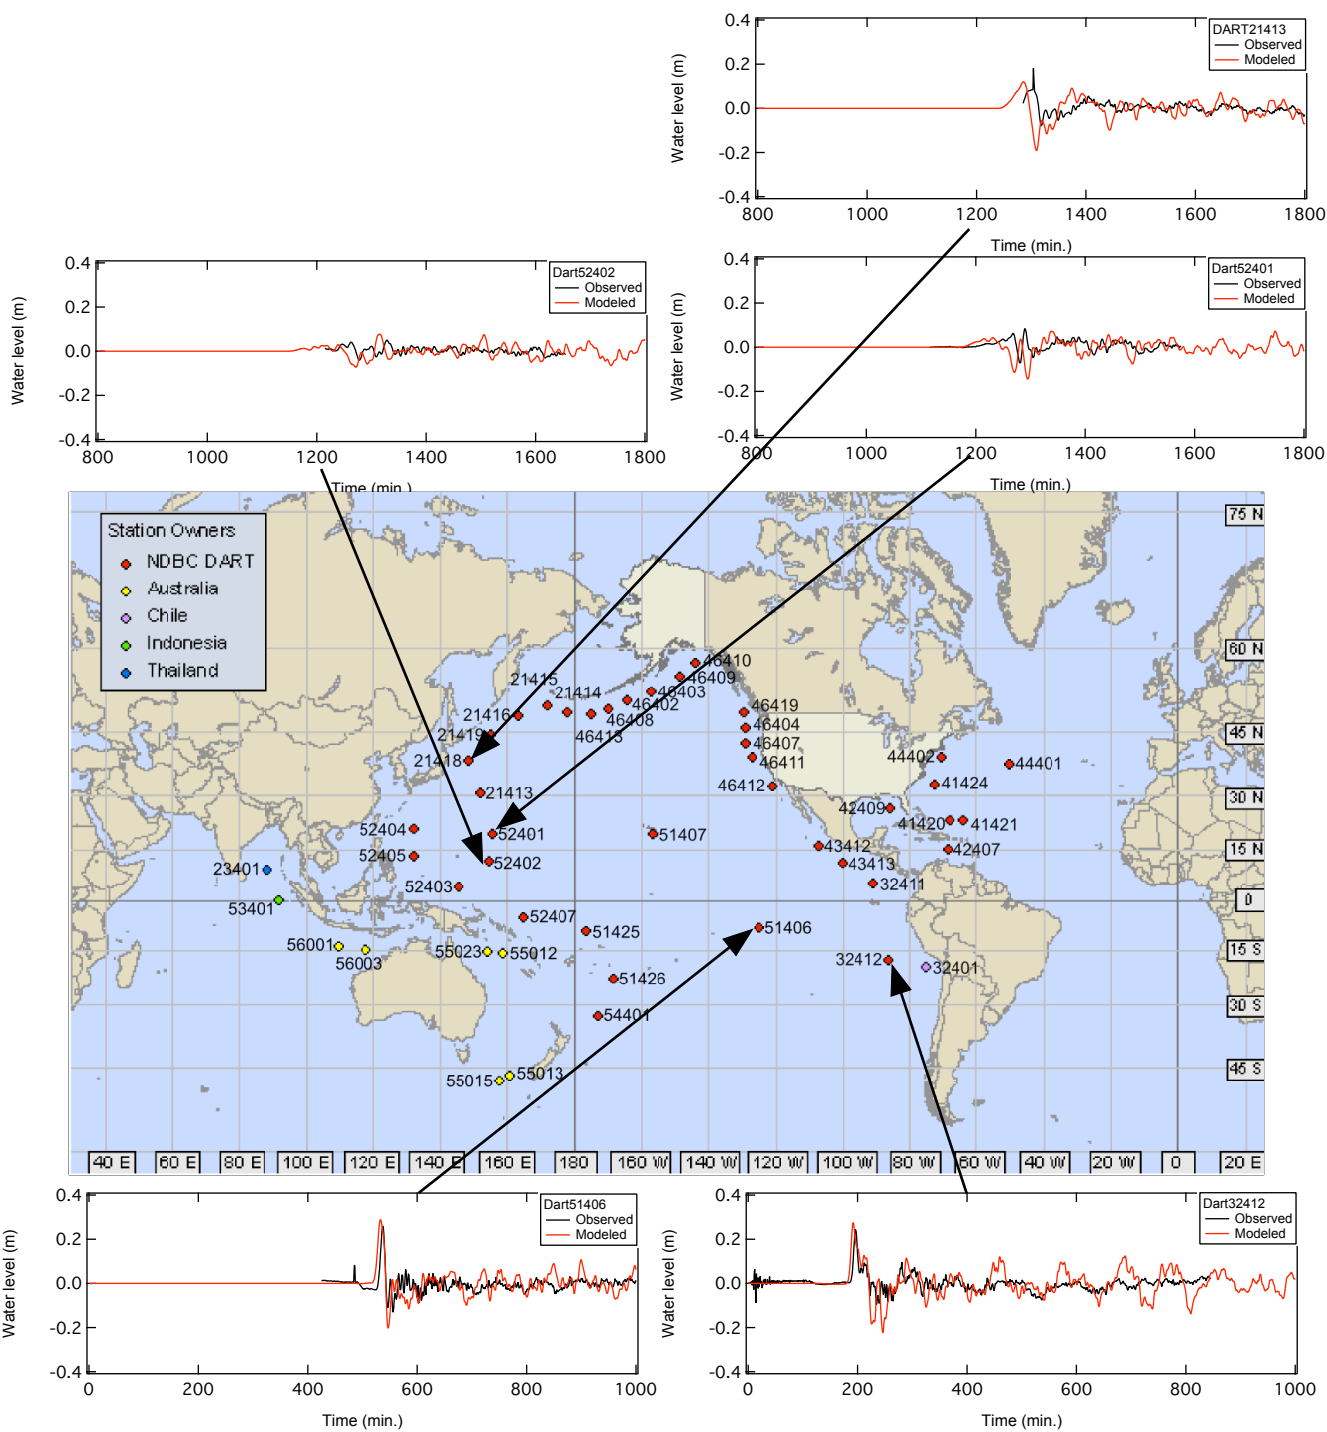 0.4
0.2
0.0
-0.2
-0.4
Water level (m)
DART21413
Observed
Modeled
800 1000 1200 1400 1600 1800
Time (min.)
0.4
0.2
0.0
-0.2
-0.4
Water level (m)
Dart52402
Observed
Modeled
800 1000 1200 1400 1600 1800
Time (min.)
0.4
0.2
0.0
-0.2
-0.4
Water level (m)
Dart52401
Observed
Modeled
800 1000 1200 1400 1600 1800
Time (min.)
Station Owners
NDBC DART
Australia
Chile
Indonesia
Thailand
75 N
60 N
45 N
30 N
15 N
0
15 S
30 S
45 S
46410
46409
46403
46402
46408
46413
21414
21415
21416
21419
21418
21413
46419
46404
46407
46411
46412
44402
44401
41424
42409
41420
41421
42407
52404
52405
52401
52402
52403
51407
43412
43413
32411
23401
53401
52407
51425
51406
56001
56003
55023
55012
51426
54401
32412
32401
55015
55013
40 E 60 E 80 E 100 E 120 E 140 E 160 E 180 160 W 140 W 120 W 100 W 80 W 60 W 40 W 20 W 0 20 E
0.4
0.2
0.0
-0.2
-0.4
Water level (m)
Dart51406
Observed
Modeled
0 200 400 600 800 1000
Time (min.)
0.4
0.2
0.0
-0.2
-0.4
Water level (m)
Dart32412
Observed
Modeled
0 200 400 600 800 1000
Time (min.)